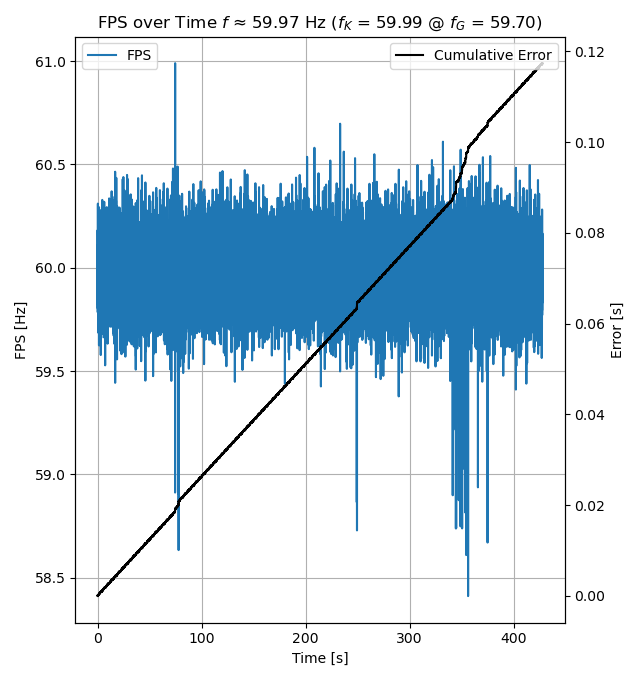 FPS over Time f ≈ 59.97 Hz (f_K = 59.99 @ f_G = 59.70)
FPS
Cumulative Error
61.0
60.5
60.0
59.5
59.0
58.5
FPS [Hz]
0.12
0.10
0.08
0.06
0.04
0.02
0.00
Error [s]
0 100 200 300 400
Time [s]